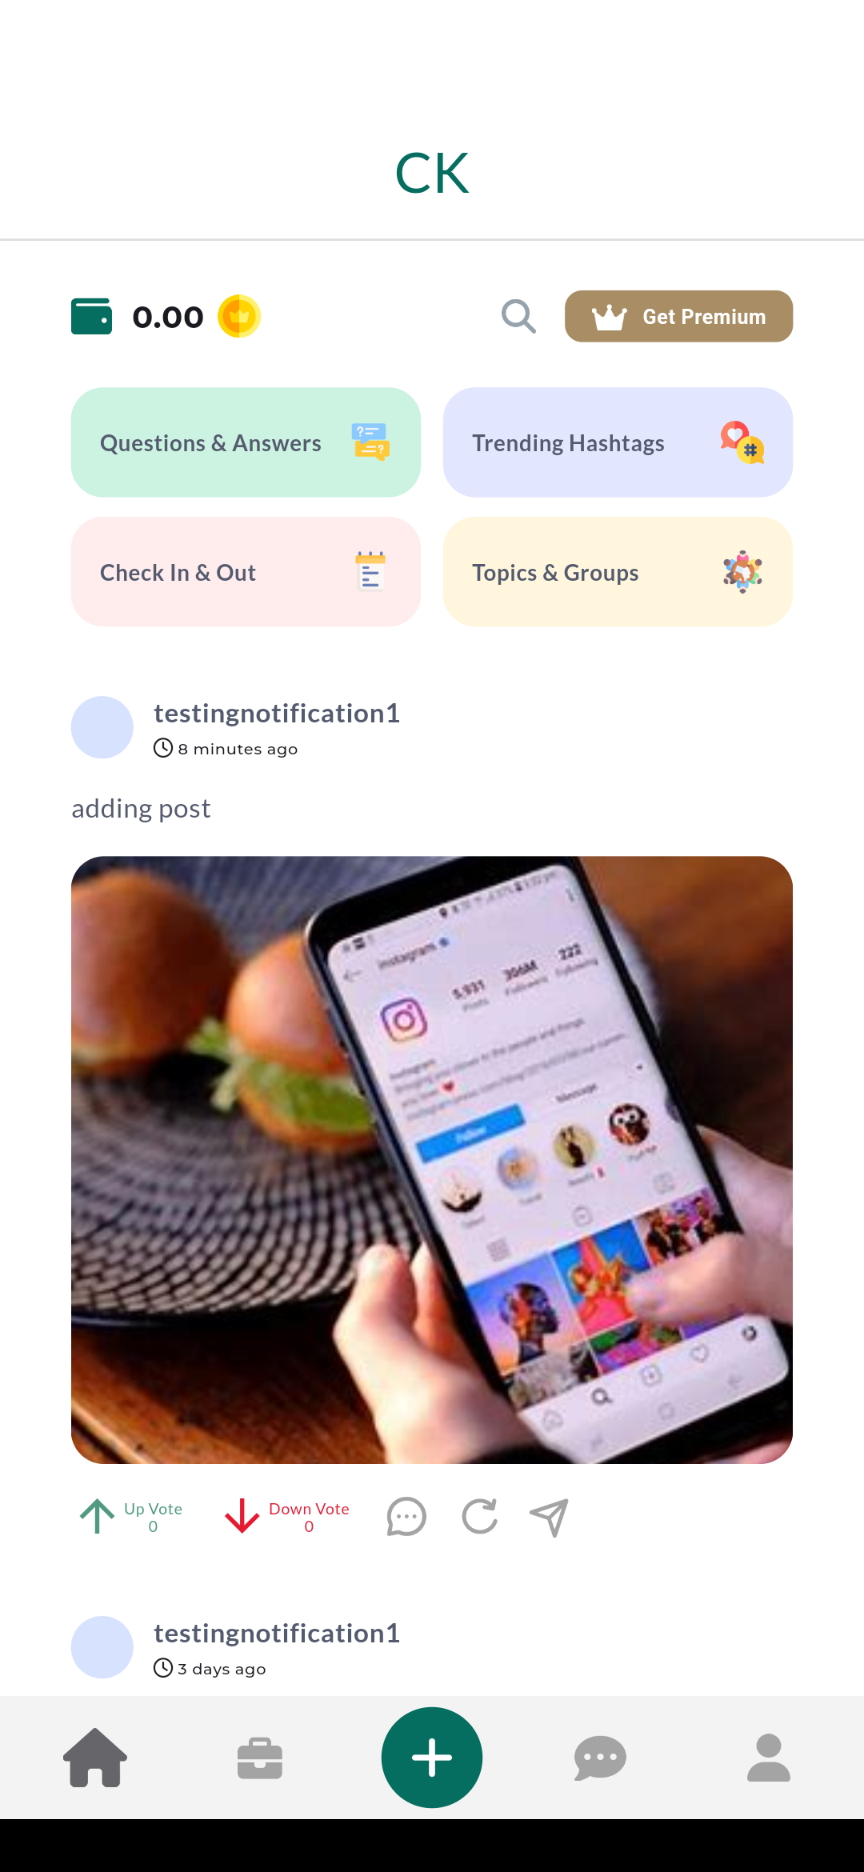 CK
0.00
Get Premium
Questions & Answers
Trending Hashtags
Check In & Out
Topics & Groups
testingnotification1
8 minutes ago
adding post
instagram
5,931 306M 222
Posts Followers Following
Instagram
Follow
Message
Up Vote
0
Down Vote
0
testingnotification1
3 days ago